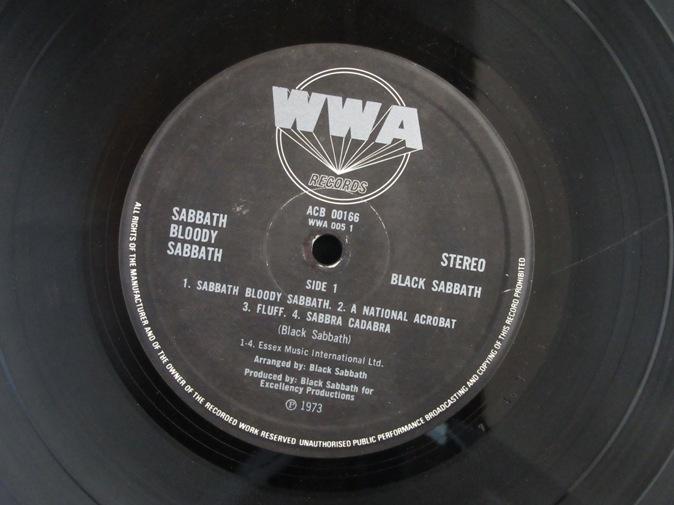 WWA
RECORDS
ACB 00166
WWA 005 1
SABBATH
BLOODY
SABBATH
STEREO
BLACK SABBATH
SIDE 1
1. SABBATH BLOODY SABBATH. 2. A NATIONAL ACROBAT
3. FLUFF. 4. SABBRA CADABRA
(Black Sabbath)
1-4. Essex Music International Ltd.
Arranged by: Black Sabbath
Produced by: Black Sabbath for
Excellency Productions
℗ 1973
ALL RIGHTS OF THE MANUFACTURER AND OF THE OWNER OF THE RECORDED WORK RESERVED UNAUTHORISED PUBLIC PERFORMANCE BROADCASTING AND COPYING OF THIS RECORD PROHIBITED